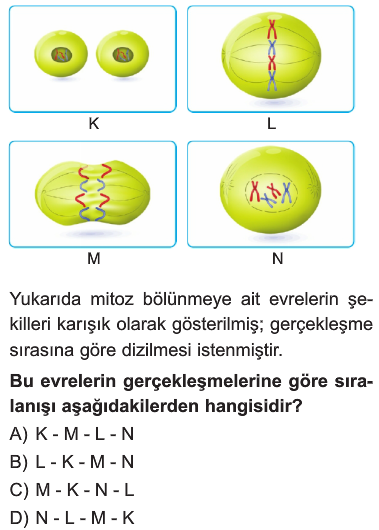 K
L
M
N
Yukarıda mitoz bölünmeye ait evrelerin şe-
killeri karışık olarak gösterilmiş; gerçekleşme
sırasına göre dizilmesi istenmiştir.
Bu evrelerin gerçekleşmelerine göre sıra-
lanışı aşağıdakilerden hangisidir?
A) K - M - L - N
B) L - K - M - N
C) M - K - N - L
D) N - L - M - K